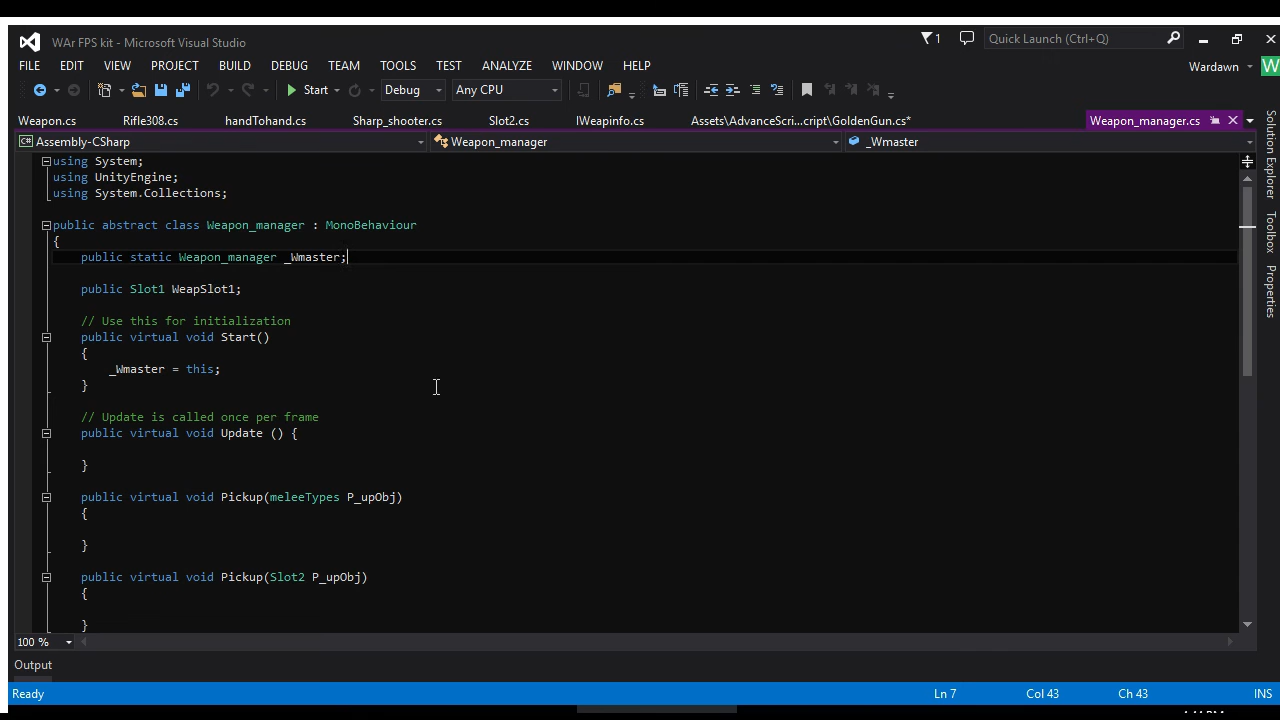 WAr FPS kit - Microsoft Visual Studio
1
Quick Launch (Ctrl+Q)
FILE EDIT VIEW PROJECT BUILD DEBUG TEAM TOOLS TEST ANALYZE WINDOW HELP
Wardawn W
Start Debug Any CPU
Weapon.cs Rifle308.cs handTohand.cs Sharp_shooter.cs Slot2.cs IWeapinfo.cs Assets\AdvanceScri...cript\GoldenGun.cs* Weapon_manager.cs
C# Assembly-CSharp Weapon_manager _Wmaster
using System;
using UnityEngine;
using System.Collections;
public abstract class Weapon_manager : MonoBehaviour
{
public static Weapon_manager _Wmaster;
public Slot1 WeapSlot1;
// Use this for initialization
public virtual void Start()
{
_Wmaster = this;
}
// Update is called once per frame
public virtual void Update () {
}
public virtual void Pickup(meleeTypes P_upObj)
{
}
public virtual void Pickup(Slot2 P_upObj)
{
}
Solution Explorer
Toolbox
Properties
100 %
Output
Ready Ln 7 Col 43 Ch 43 INS